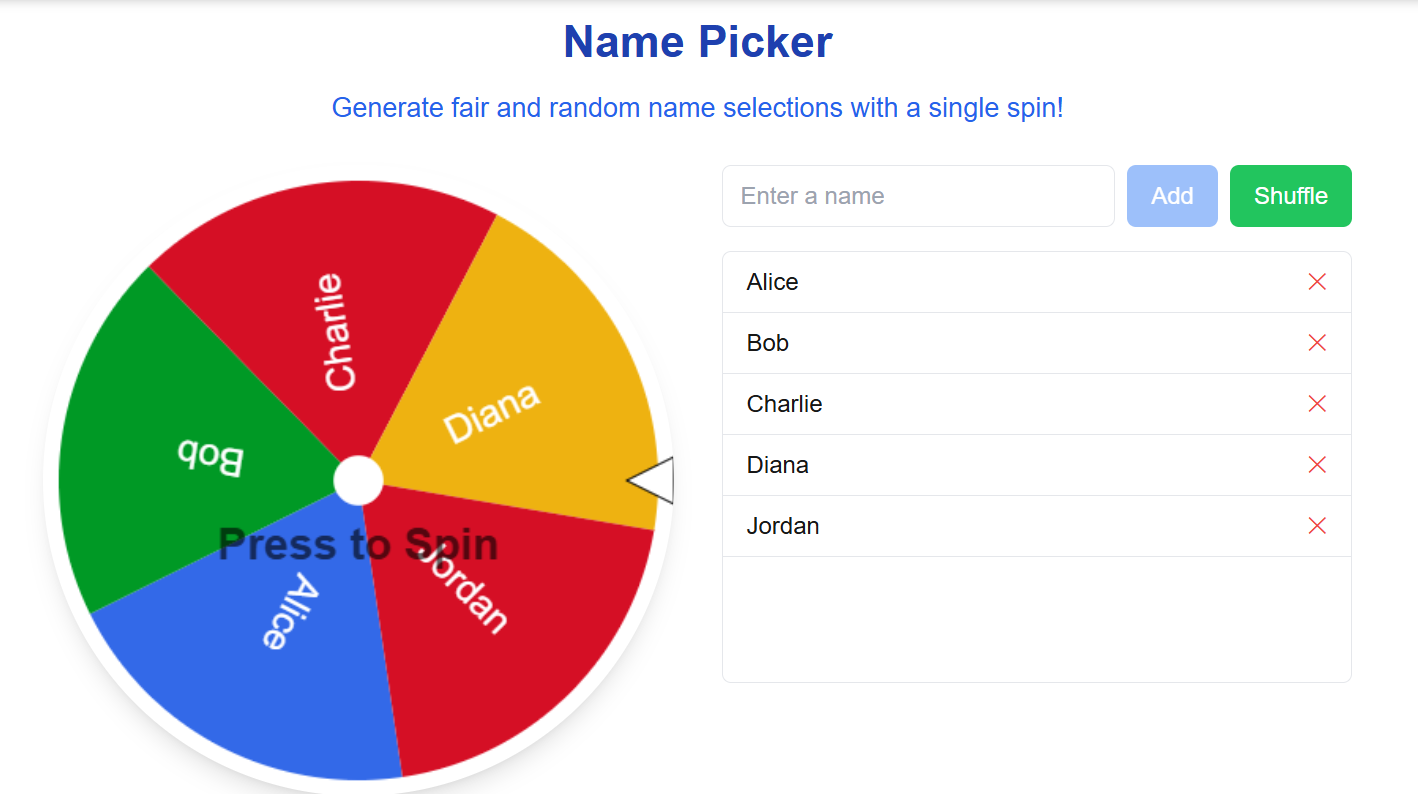 Name Picker
Generate fair and random name selections with a single spin!
Enter a name
Add
Shuffle
Charlie
Diana
Bob
Press to Spin
Jordan
Alice
Alice
Bob
Charlie
Diana
Jordan